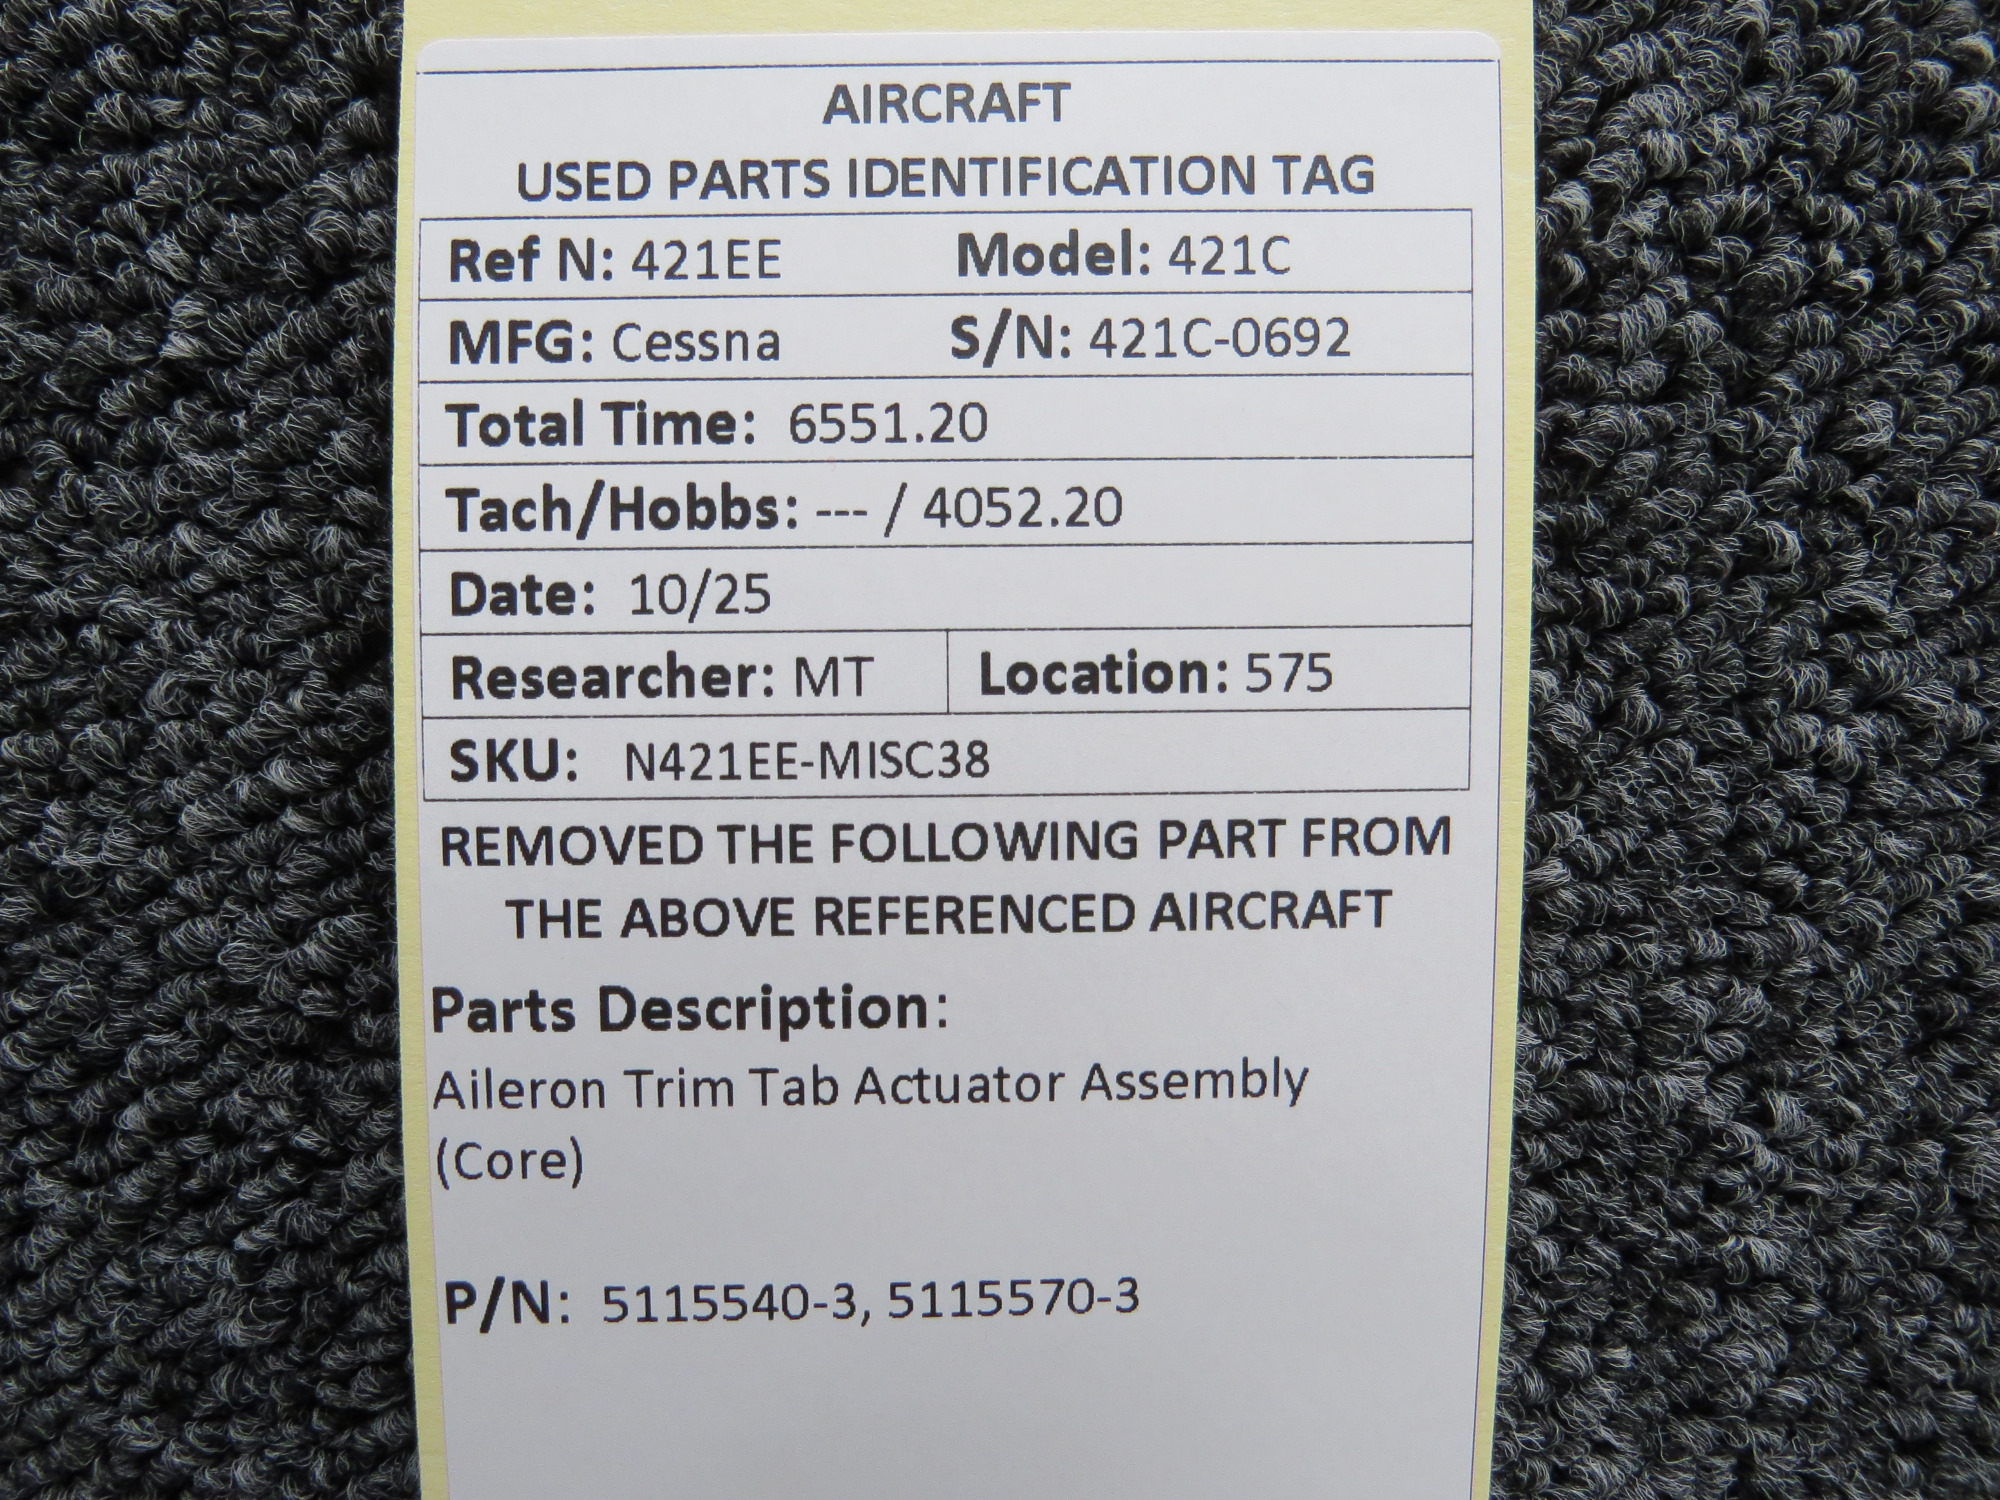 AIRCRAFT
USED PARTS IDENTIFICATION TAG
Ref N: 421EE Model: 421C
MFG: Cessna S/N: 421C-0692
Total Time: 6551.20
Tach/Hobbs: --- / 4052.20
Date: 10/25
Researcher: MT Location: 575
SKU: N421EE-MISC38
REMOVED THE FOLLOWING PART FROM
THE ABOVE REFERENCED AIRCRAFT
Parts Description:
Aileron Trim Tab Actuator Assembly
(Core)
P/N: 5115540-3, 5115570-3